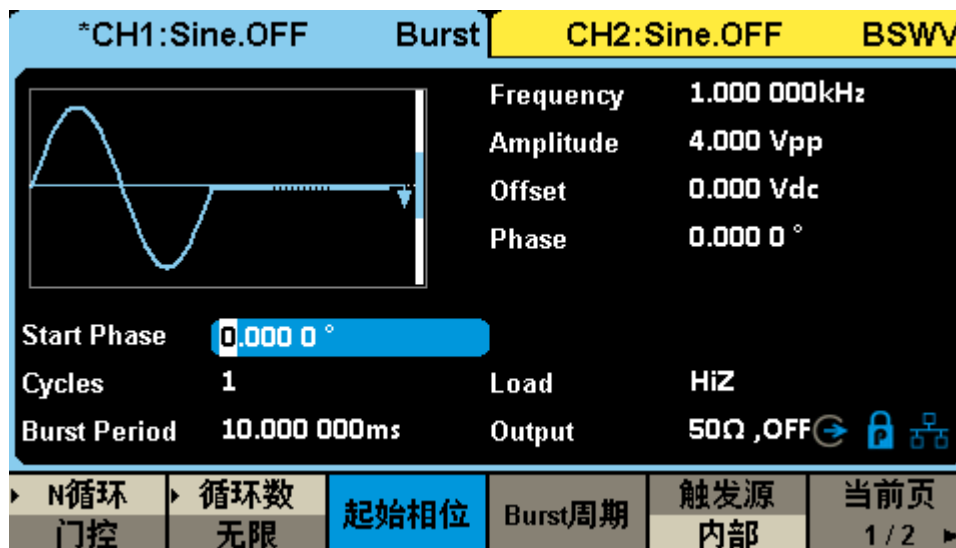 *CH1:Sine.OFF Burst CH2:Sine.OFF BSWV
Frequency 1.000 000kHz
Amplitude 4.000 Vpp
Offset 0.000 Vdc
Phase 0.000 0 °
Start Phase 0.000 0 °
Cycles 1 Load HiZ
Burst Period 10.000 000ms Output 50Ω ,OFF P
N循环 循环数 起始相位 Burst周期 触发源 当前页
门控 无限 内部 1 / 2